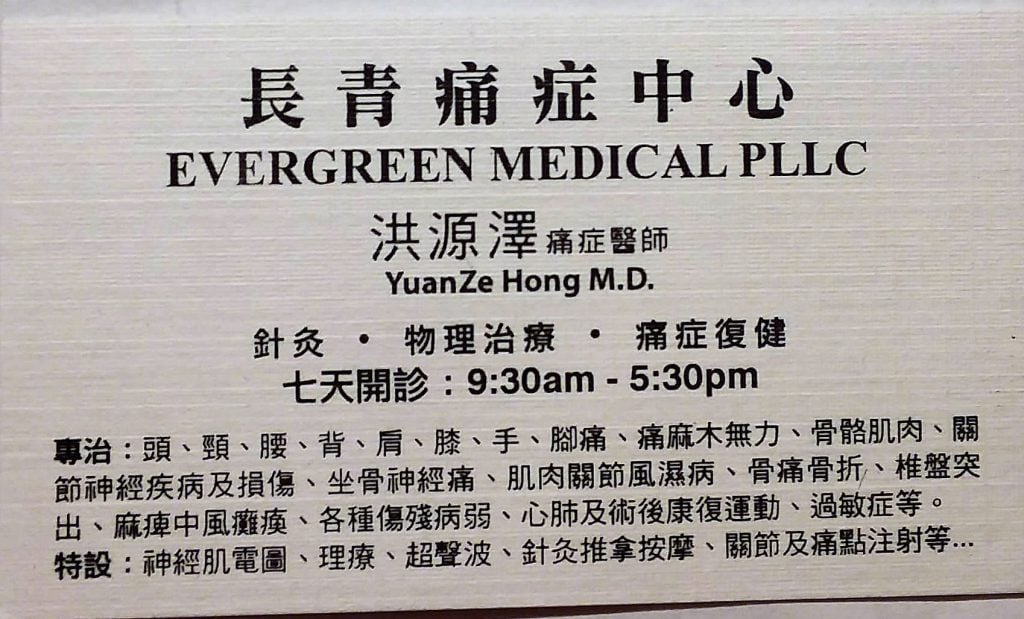 長青痛症中心
EVERGREEN MEDICAL PLLC
洪源澤 痛症醫師
YuanZe Hong M.D.
針灸 • 物理治療 • 痛症復健
七天開診：9:30am - 5:30pm
專治：頭、頸、腰、背、肩、膝、手、腳痛、痛麻木無力、骨骼肌肉、關
節神經疾病及損傷、坐骨神經痛、肌肉關節風濕病、骨痛骨折、椎盤突
出、麻痺中風癱瘓、各種傷殘病弱、心肺及術後康復運動、過敏症等。
特設：神經肌電圖、理療、超聲波、針灸推拿按摩、關節及痛點注射等...